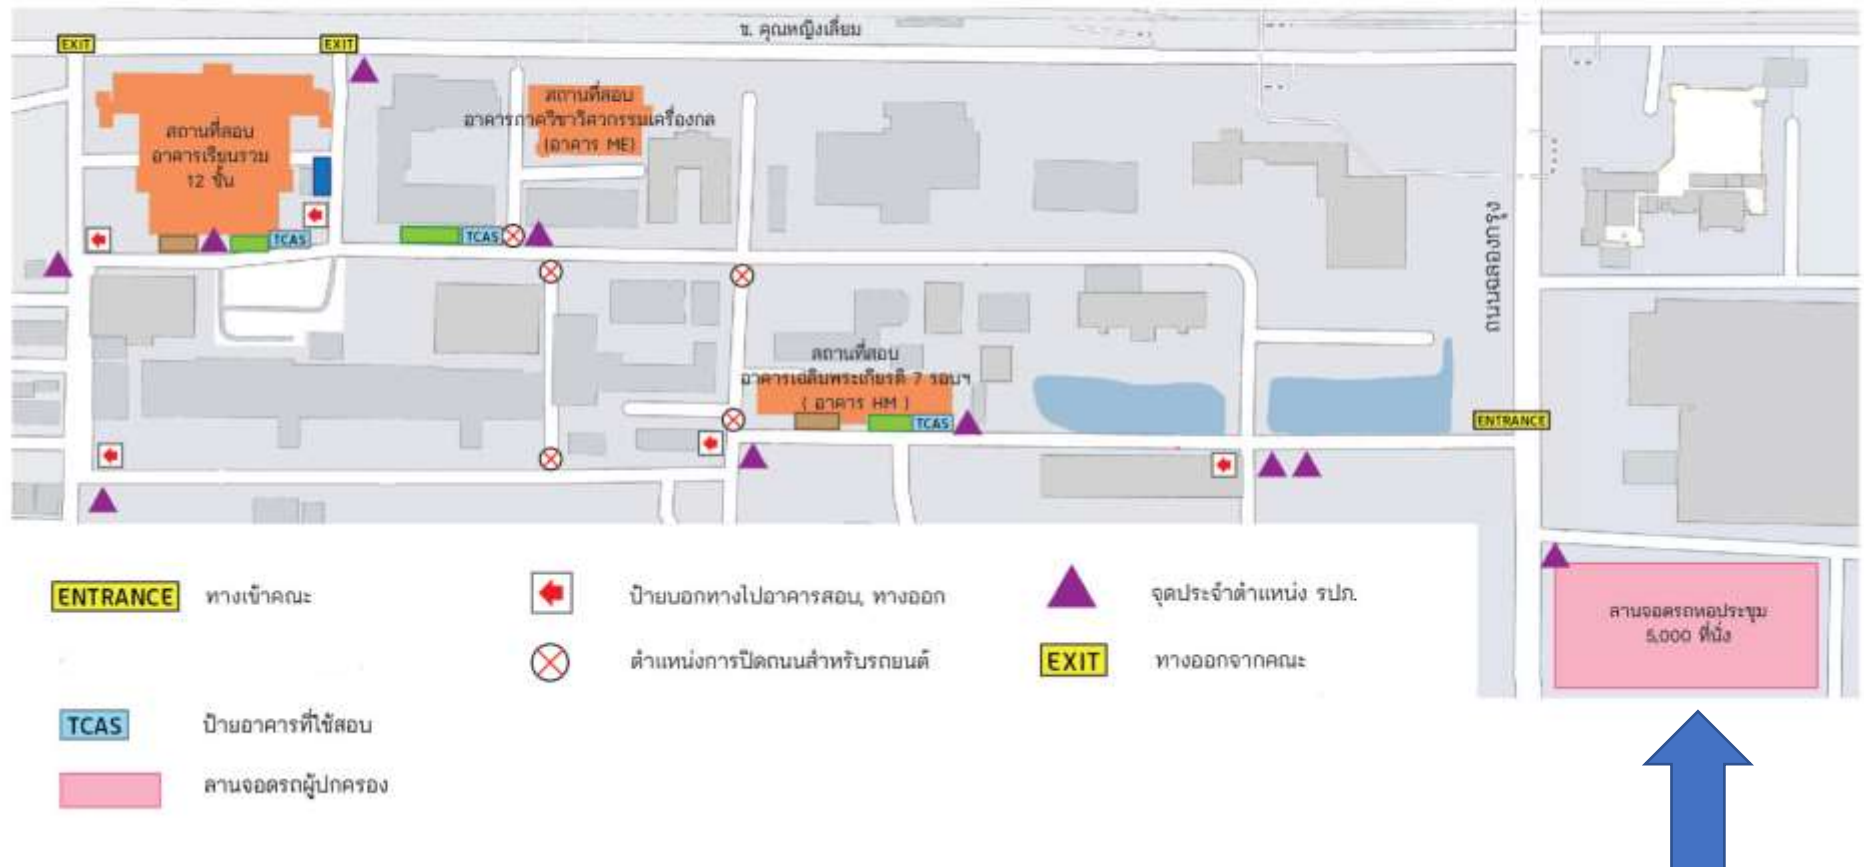 ซ. คุณหญิงเลี่ยม
EXIT
EXIT
สถานที่สอบ
อาคารเรียนรวม
12 ชั้น
สถานที่สอบ
อาคารภาควิชาวิศวกรรมเครื่องกล
(อาคาร ME)
TCAS
TCAS
ถนนฉลองกรุง
สถานที่สอบ
อาคารเฉลิมพระเกียรติ 7 รอบฯ
( อาคาร HM )
TCAS
ENTRANCE
ลานจอดรถหอประชุม
5,000 ที่นั่ง
ENTRANCE ทางเข้าคณะ
ป้ายบอกทางไปอาคารสอบ, ทางออก
จุดประจำตำแหน่ง รปภ.
ตำแหน่งการปิดถนนสำหรับรถยนต์
EXIT ทางออกจากคณะ
TCAS ป้ายอาคารที่ใช้สอบ
ลานจอดรถผู้ปกครอง